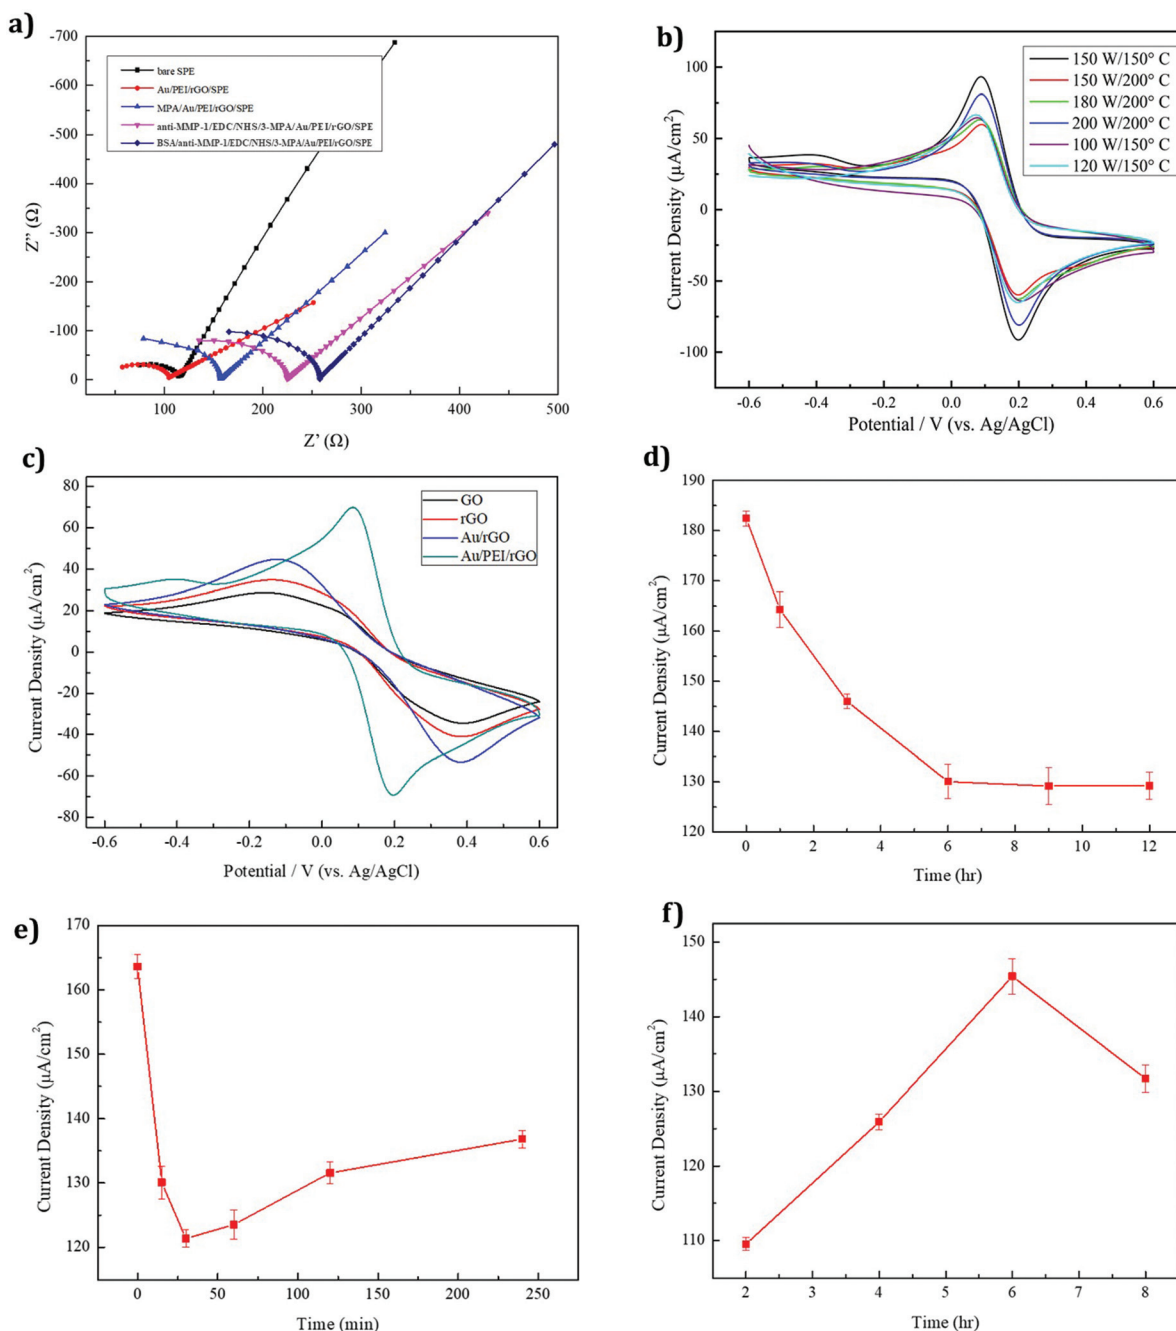 a)
-700
-600
-500
-400
-300
-200
-100
0
Z'' (Ω)
bare SPE
Au/PEI/rGO/SPE
MPA/Au/PEI/rGO/SPE
anti-MMP-1/EDC/NHS/3-MPA/Au/PEI/rGO/SPE
BSA/anti-MMP-1/EDC/NHS/3-MPA/Au/PEI/rGO/SPE
100 200 300 400 500
Z' (Ω)
b)
100
50
0
-50
-100
Current Density (μA/cm²)
150 W/150° C
150 W/200° C
180 W/200° C
200 W/200° C
100 W/150° C
120 W/150° C
-0.6 -0.4 -0.2 0.0 0.2 0.4 0.6
Potential / V (vs. Ag/AgCl)
c)
80
60
40
20
0
-20
-40
-60
-80
Current Density (μA/cm²)
GO
rGO
Au/rGO
Au/PEI/rGO
-0.6 -0.4 -0.2 0.0 0.2 0.4 0.6
Potential / V (vs. Ag/AgCl)
d)
190
180
170
160
150
140
130
120
Current Density (μA/cm²)
0 2 4 6 8 10 12
Time (hr)
e)
170
160
150
140
130
120
Current Density (μA/cm²)
0 50 100 150 200 250
Time (min)
f)
150
140
130
120
110
Current Density (μA/cm²)
2 3 4 5 6 7 8
Time (hr)